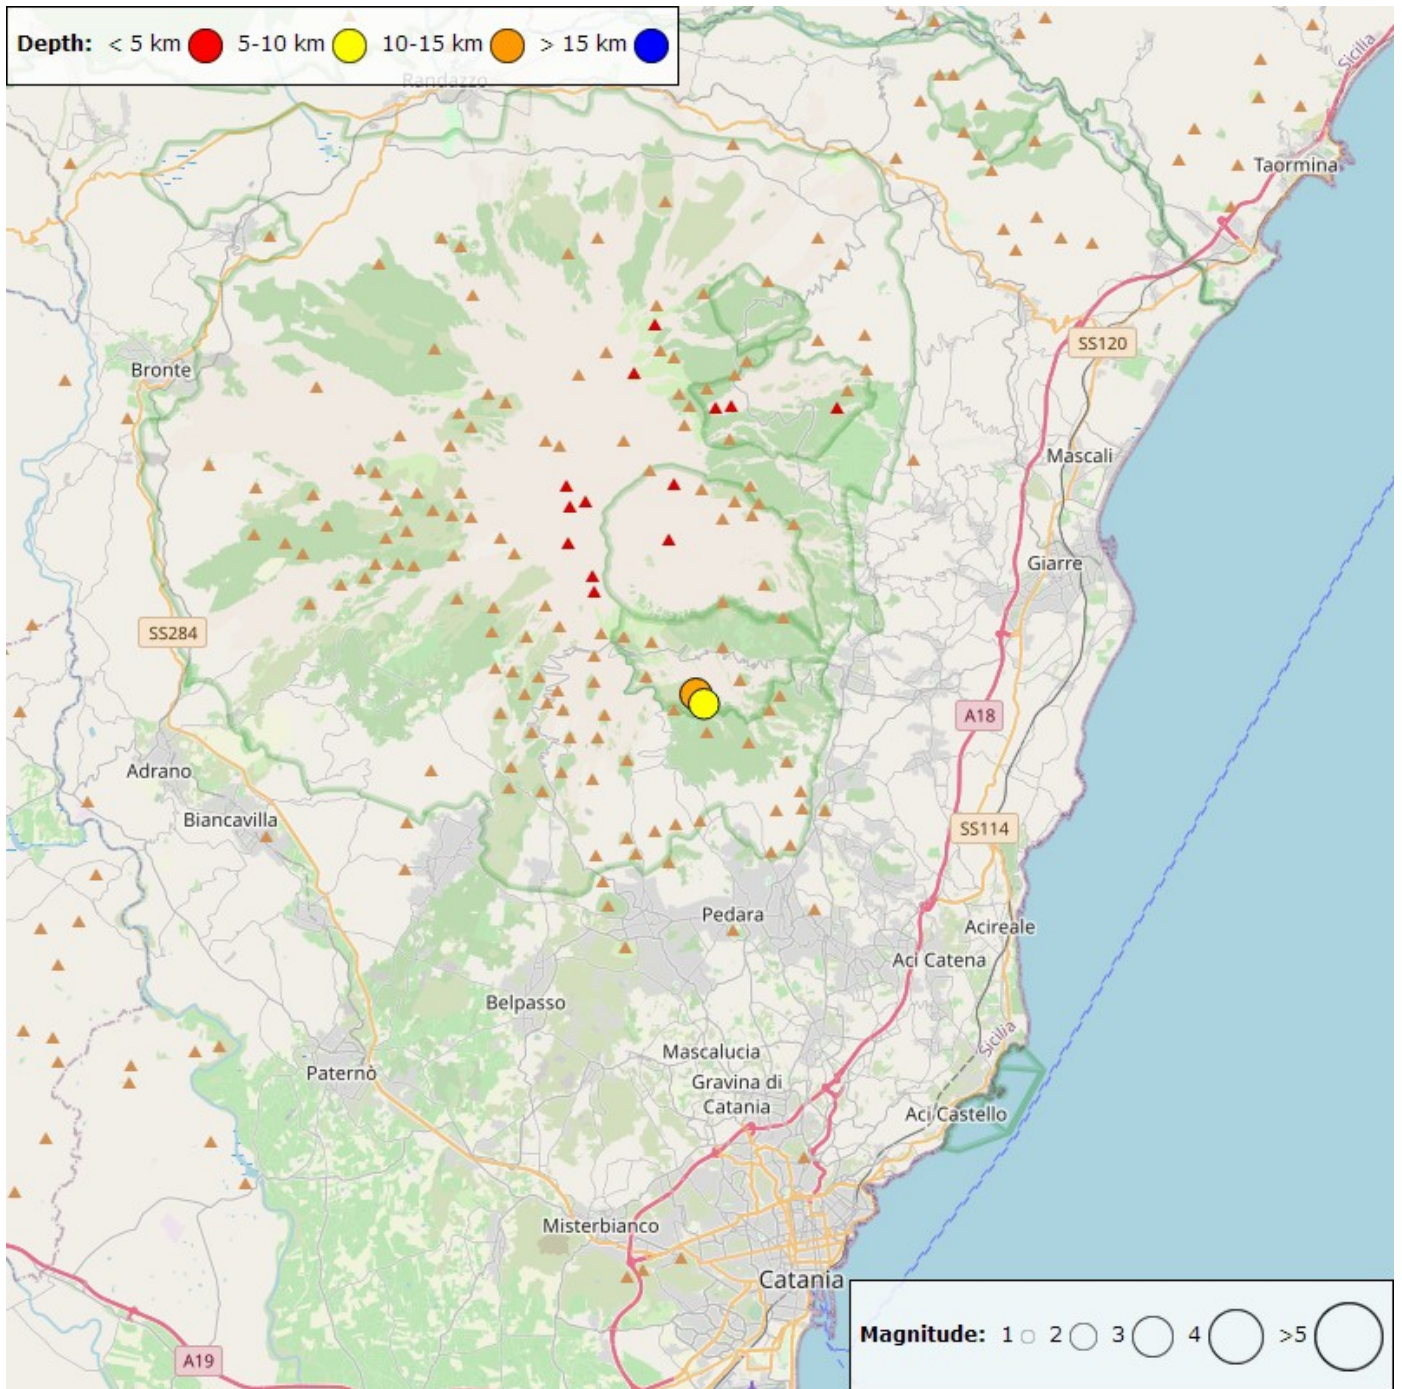 Depth: < 5 km 5-10 km 10-15 km > 15 km
Randazzo
Sicilia
Taormina
SS120
Bronte
Mascali
Giarre
SS284
A18
Adrano
Biancavilla
SS114
Pedara
Acireale
Aci Catena
Belpasso
Sicilia
Mascalucia
Paternò
Gravina di
Catania
Aci Castello
Misterbianco
Catania
Magnitude: 1 2 3 4 >5
A19